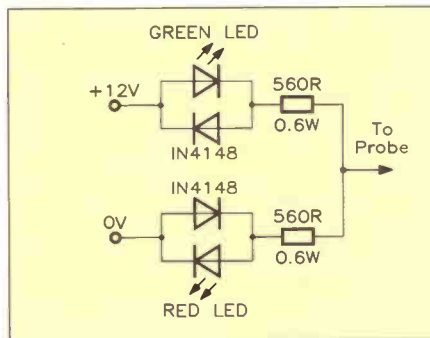 GREEN LED
+12V
560R
0.6W
IN4148
To
Probe
IN4148
0V
560R
0.6W
RED LED